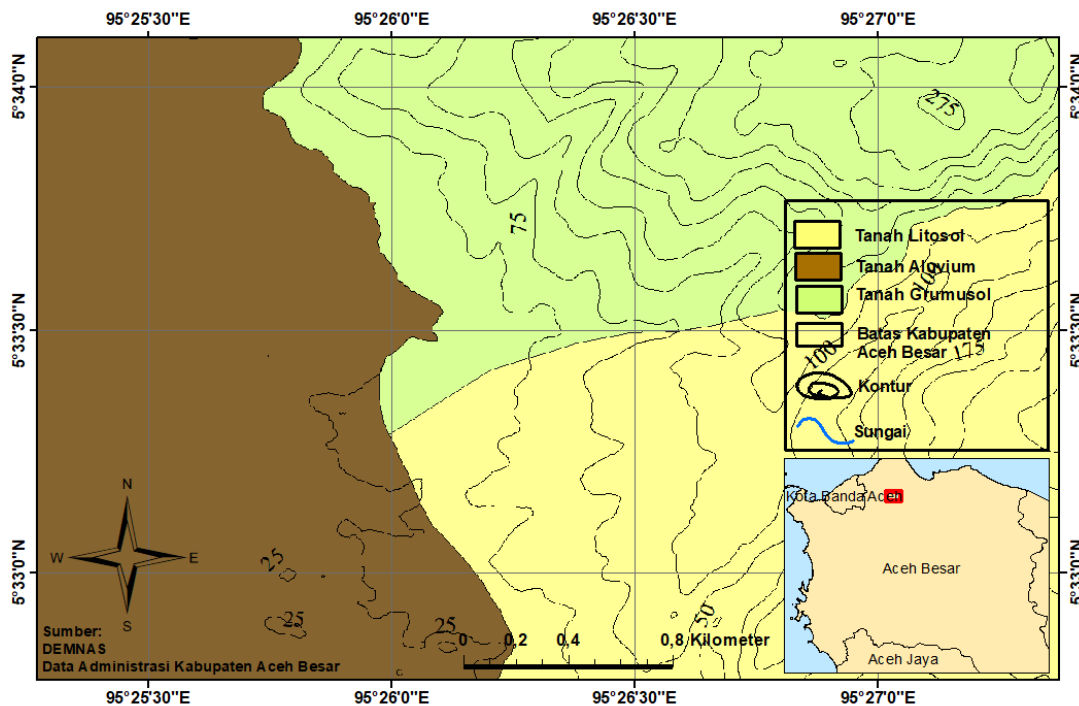 95°25'30"E 95°26'0"E 95°26'30"E 95°27'0"E
5°34'0"N 5°34'0"N
275
75
Tanah Litosol
Tanah Aluvium
Tanah Grumusol
100
5°33'30"N 5°33'30"N
Batas Kabupaten
Aceh Besar
100
175
Kontur
Sungai
N
W E
S
Kota Banda Aceh
Aceh Besar
Aceh Jaya
5°33'0"N 5°33'0"N
25
25
25
50
0 0,2 0,4 0,8 Kilometer
Sumber:
DEMNAS
Data Administrasi Kabupaten Aceh Besar
95°25'30"E 95°26'0"E 95°26'30"E 95°27'0"E